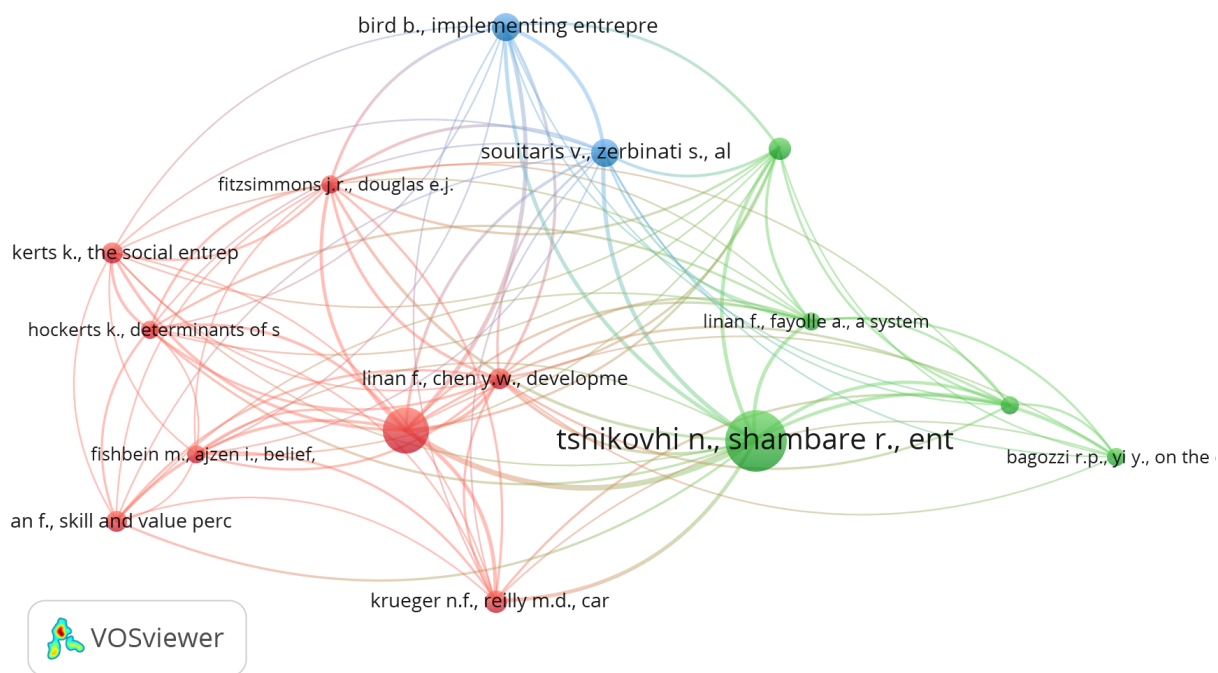 bird b., implementing entrepre
souitaris v., zerbinati s., al
fitzsimmons j.r., douglas e.j.
kerts k., the social entrep
linan f., fayolle a., a system
hockerts k., determinants of s
linan f., chen y.w., developme
tshikovhi n., shambare r., ent
fishbein m., ajzen i., belief,
bagozzi r.p., yi y., on the
an f., skill and value perc
krueger n.f., reilly m.d., car
VOSviewer